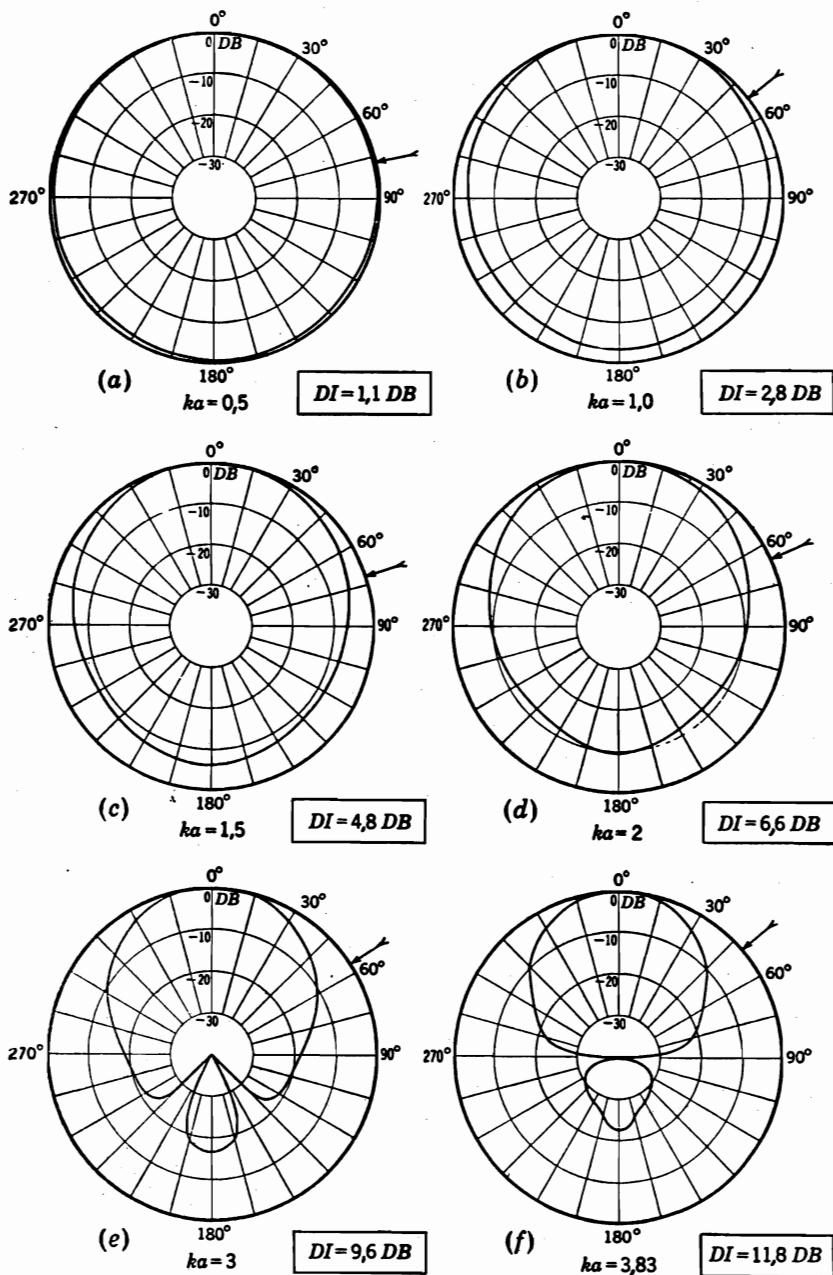 0°
0 DB
30°
−10
60°
−20
−30
270°
90°
180°
(a)
ka=0,5
DI=1,1 DB
0°
0 DB
30°
−10
60°
−20
−30
270°
90°
180°
(b)
ka=1,0
DI=2,8 DB
0°
0 DB
30°
−10
60°
−20
−30
270°
90°
180°
(c)
ka=1,5
DI=4,8 DB
0°
0 DB
30°
−10
60°
−20
−30
270°
90°
180°
(d)
ka=2
DI=6,6 DB
0°
0 DB
30°
−10
60°
−20
−30
270°
90°
180°
(e)
ka=3
DI=9,6 DB
0°
0 DB
30°
−10
60°
−20
−30
270°
90°
180°
(f)
ka=3,83
DI=11,8 DB